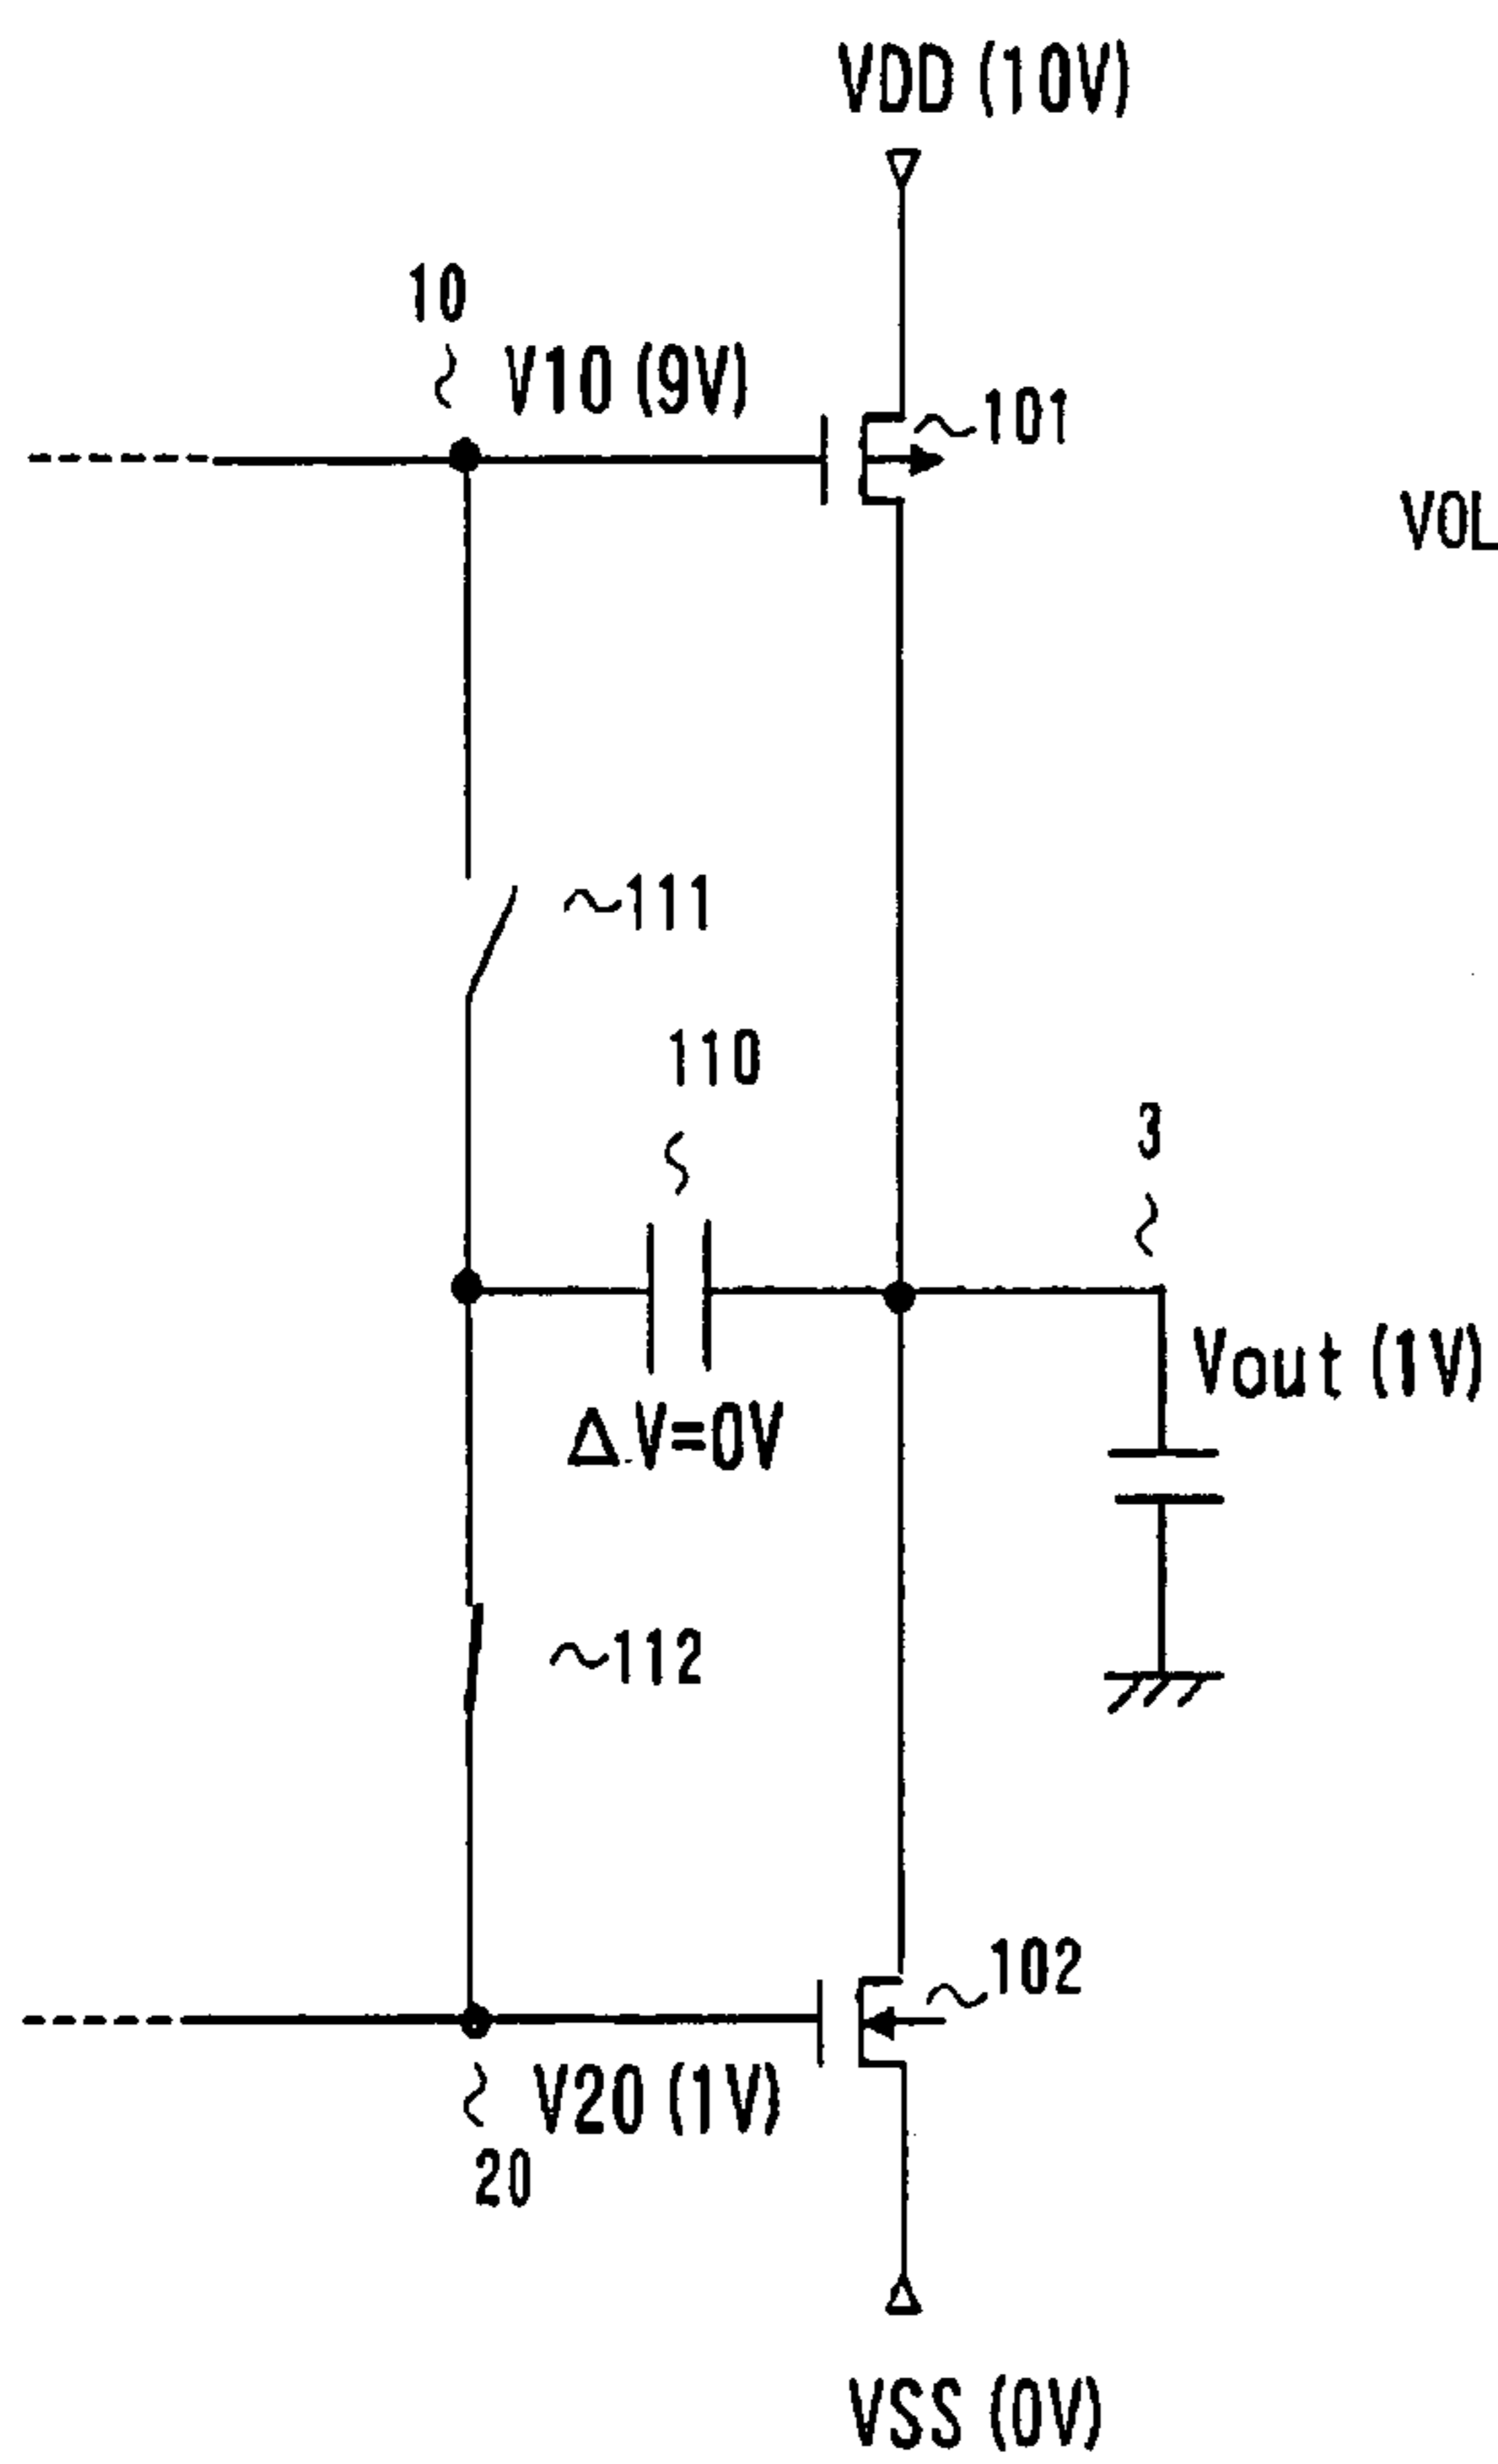 VDD (10V)
10
V10 (9V)
101
VOL
111
110
3
Vout (1V)
ΔV=0V
112
102
V20 (1V)
20
VSS (0V)